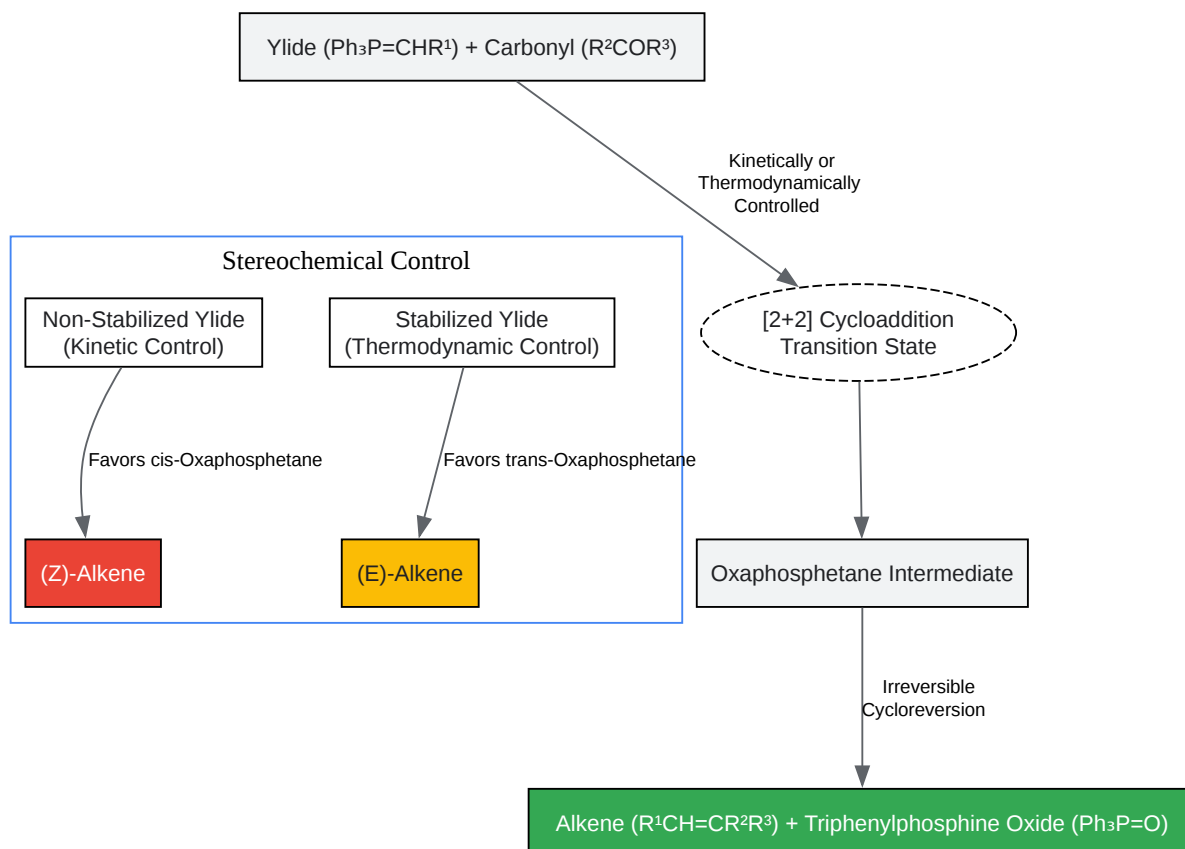 Ylide (Ph₃P=CHR¹) + Carbonyl (R²COR³)
Kinetically or
Thermodynamically
Controlled
Stereochemical Control
Non-Stabilized Ylide
(Kinetic Control)
Stabilized Ylide
(Thermodynamic Control)
[2+2] Cycloaddition
Transition State
Favors cis-Oxaphosphetane
Favors trans-Oxaphosphetane
(Z)-Alkene
(E)-Alkene
Oxaphosphetane Intermediate
Irreversible
Cycloreversion
Alkene (R¹CH=CR²R³) + Triphenylphosphine Oxide (Ph₃P=O)